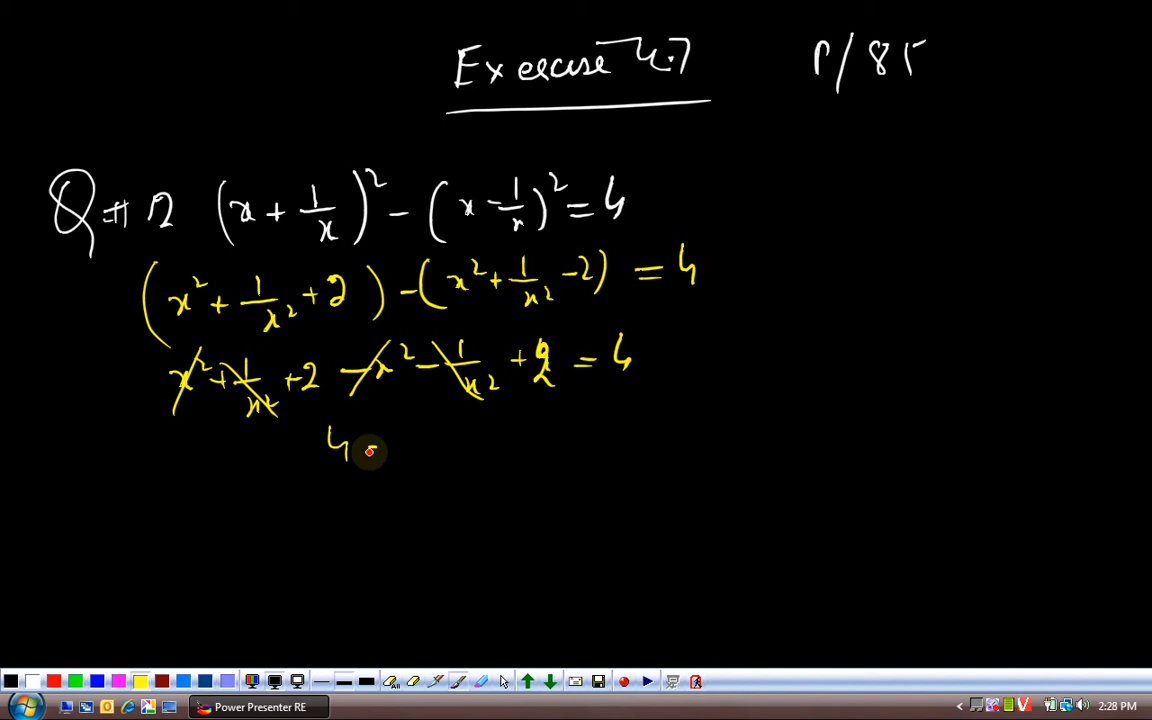 Exercise 4.7 P/85
Q # 12 (x + 1/x)² - (x - 1/x)² = 4
(x² + 1/x² + 2) - (x² + 1/x² - 2) = 4
x² + 1/x² + 2 - x² - 1/x² + 2 = 4
4 =
Power Presenter RE
2:28 PM